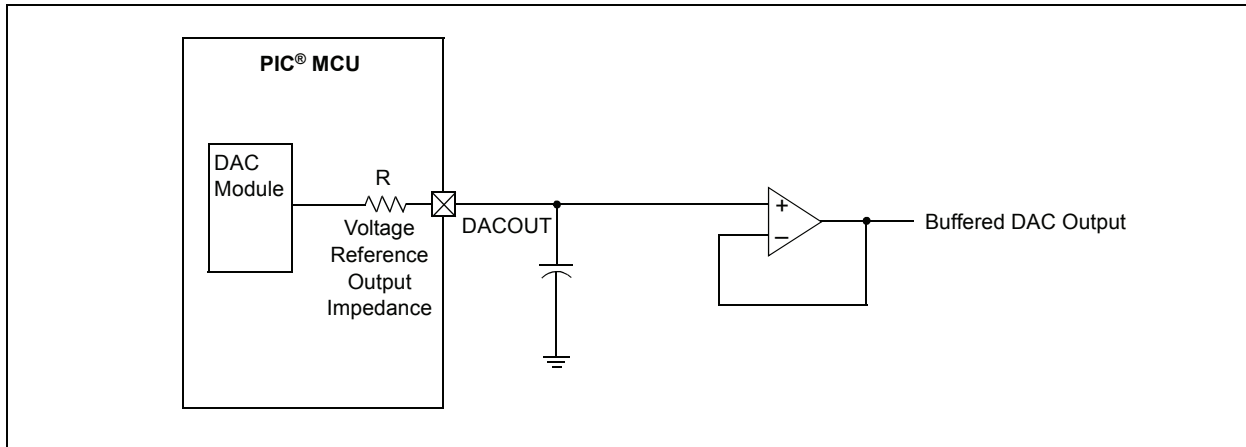 PIC® MCU
DAC
Module
R
Voltage
Reference
Output
Impedance
DACOUT
+
–
Buffered DAC Output